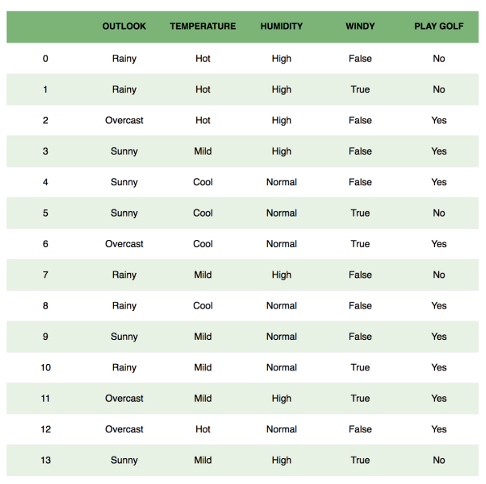 OUTLOOK TEMPERATURE HUMIDITY WINDY PLAY GOLF
0 Rainy Hot High False No
1 Rainy Hot High True No
2 Overcast Hot High False Yes
3 Sunny Mild High False Yes
4 Sunny Cool Normal False Yes
5 Sunny Cool Normal True No
6 Overcast Cool Normal True Yes
7 Rainy Mild High False No
8 Rainy Cool Normal False Yes
9 Sunny Mild Normal False Yes
10 Rainy Mild Normal True Yes
11 Overcast Mild High True Yes
12 Overcast Hot Normal False Yes
13 Sunny Mild High True No